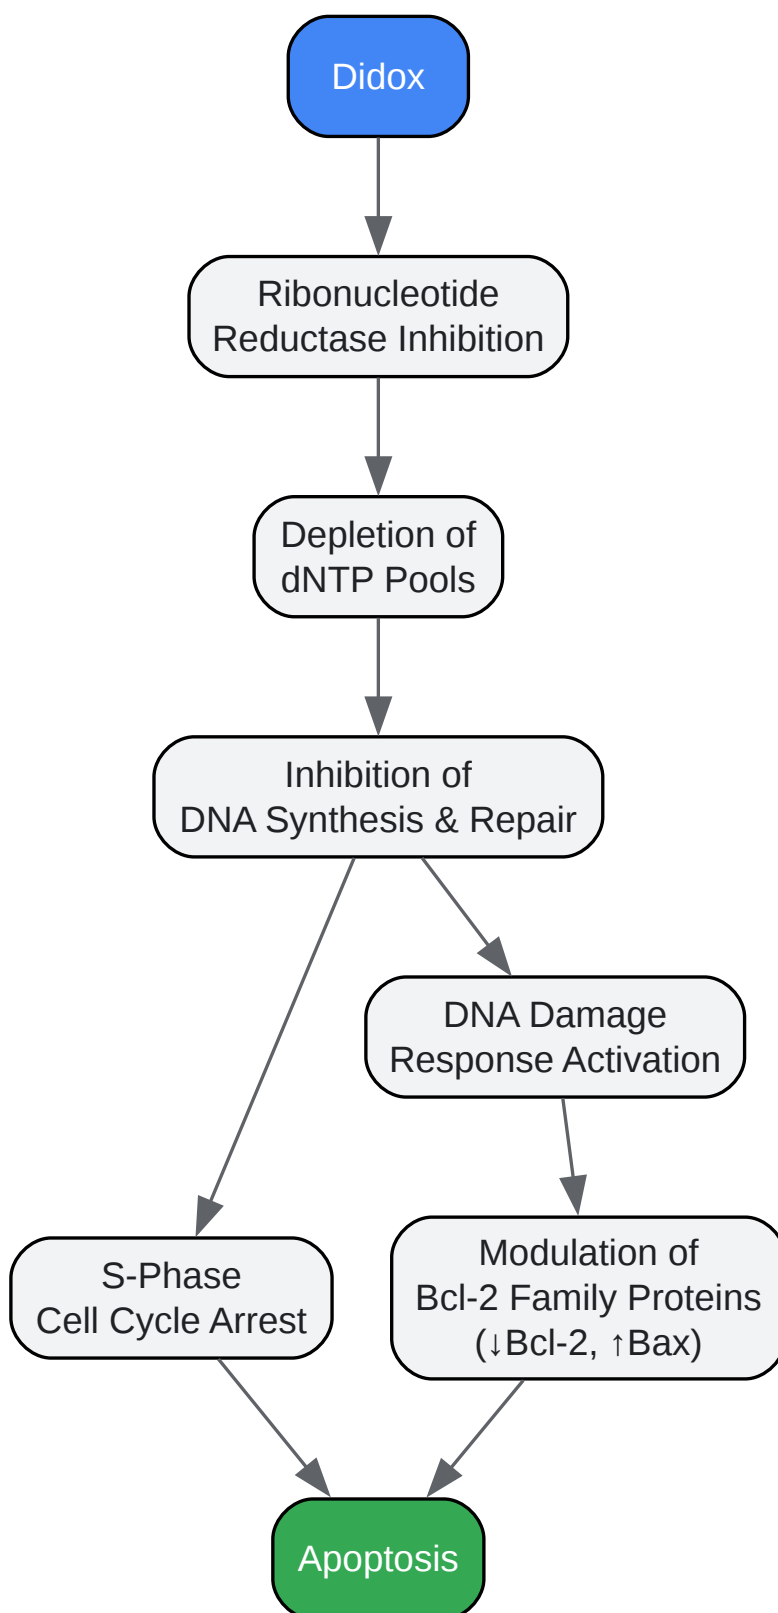 Didox
Ribonucleotide
Reductase Inhibition
Depletion of
dNTP Pools
Inhibition of
DNA Synthesis & Repair
DNA Damage
Response Activation
S-Phase
Cell Cycle Arrest
Modulation of
Bcl-2 Family Proteins
(↓Bcl-2, ↑Bax)
Apoptosis